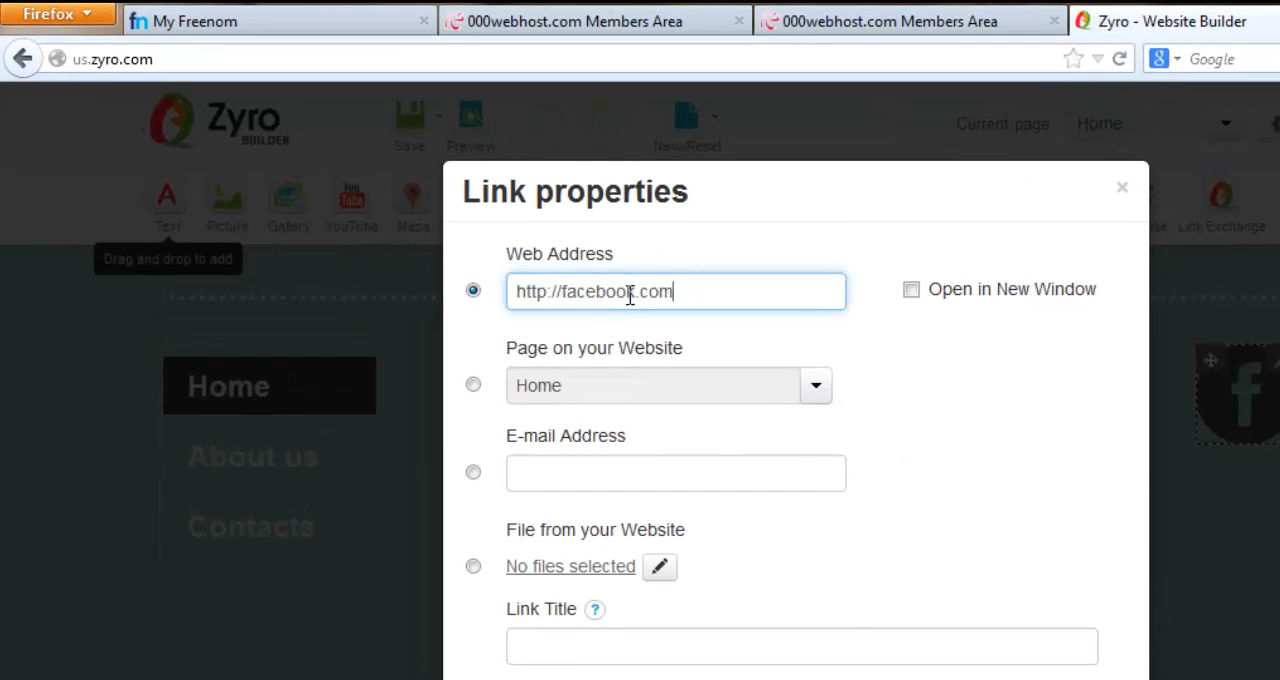 Firefox
My Freenom
000webhost.com Members Area
000webhost.com Members Area
Zyro - Website Builder
us.zyro.com
Google
Zyro
BUILDER
Save
Preview
New/Reset
Current page
Home
Text
Picture
Gallery
YouTube
Maps
Link Exchange
Drag and drop to add
Link properties
Web Address
http://facebook.com
Open in New Window
Page on your Website
Home
E-mail Address
File from your Website
No files selected
Link Title ?
Home
About us
Contacts